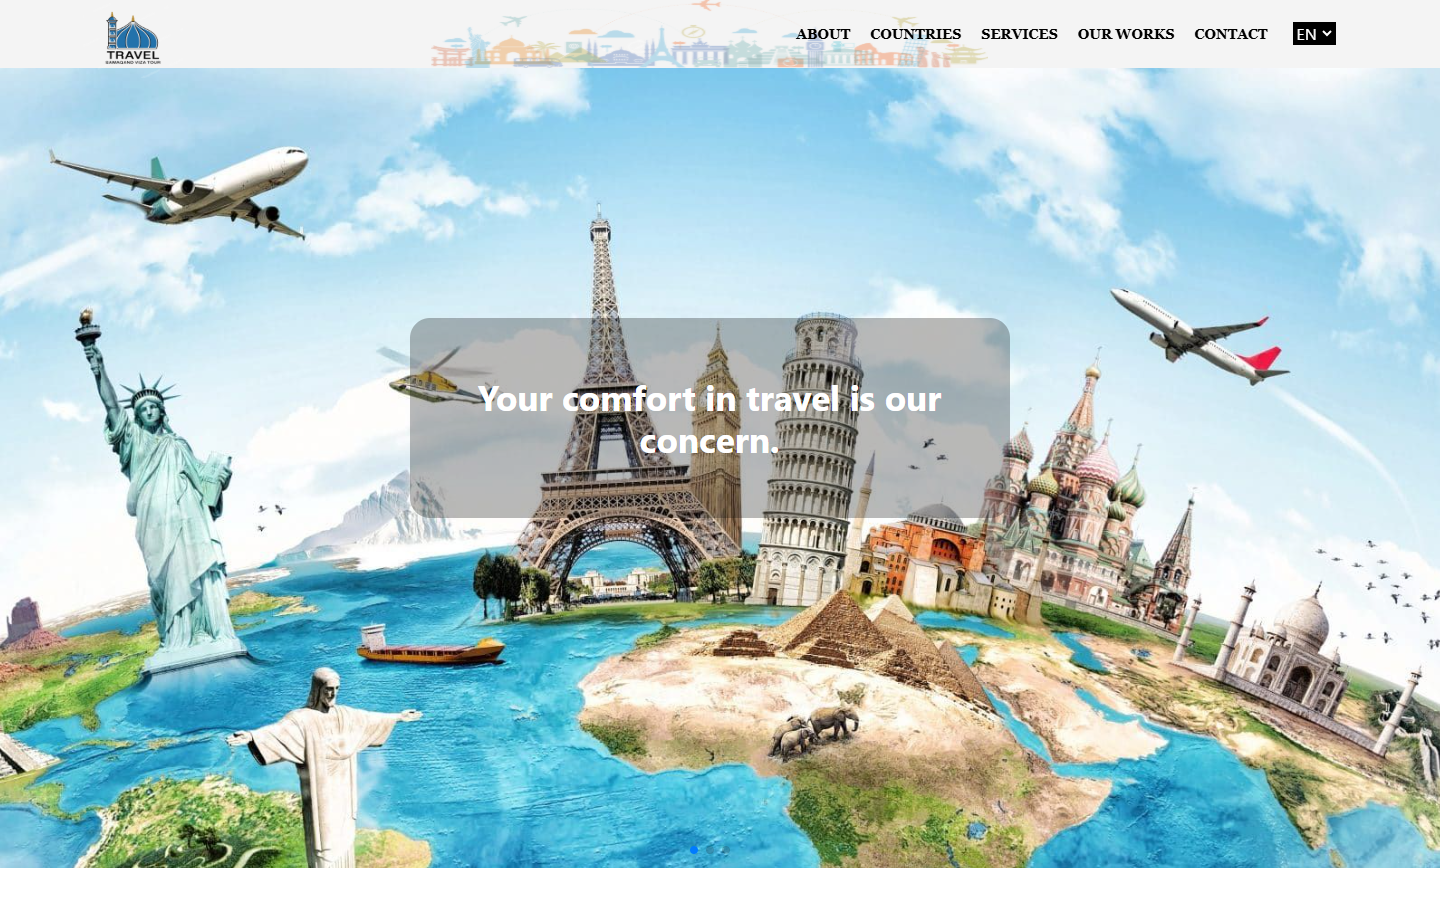 TRAVEL
SAMARQAND VIZA TOUR
ABOUT COUNTRIES SERVICES OUR WORKS CONTACT EN
Your comfort in travel is our
concern.